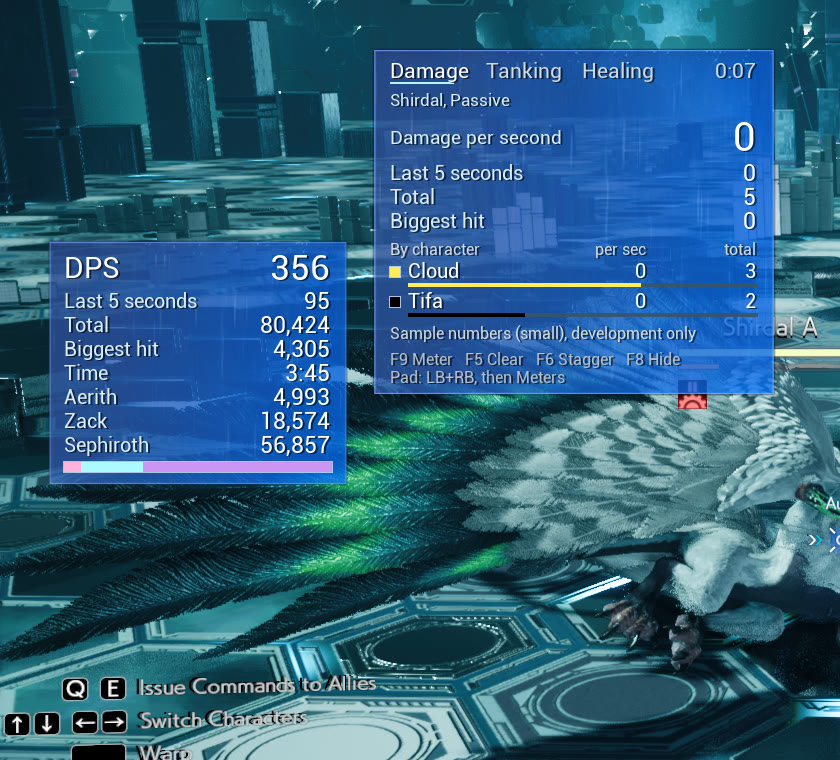 Damage Tanking Healing 0:07
Shirdal, Passive
Damage per second 0
Last 5 seconds 0
Total 5
Biggest hit 0
By character per sec total
Cloud 0 3
Tifa 0 2
Sample numbers (small), development only
F9 Meter F5 Clear F6 Stagger F8 Hide
Pad: LB+RB, then Meters
DPS 356
Last 5 seconds 95
Total 80,424
Biggest hit 4,305
Time 3:45
Aerith 4,993
Zack 18,574
Sephiroth 56,857
Shirdal A
Q E Issue Commands to Allies
↑ ↓ ← → Switch Characters
Warp